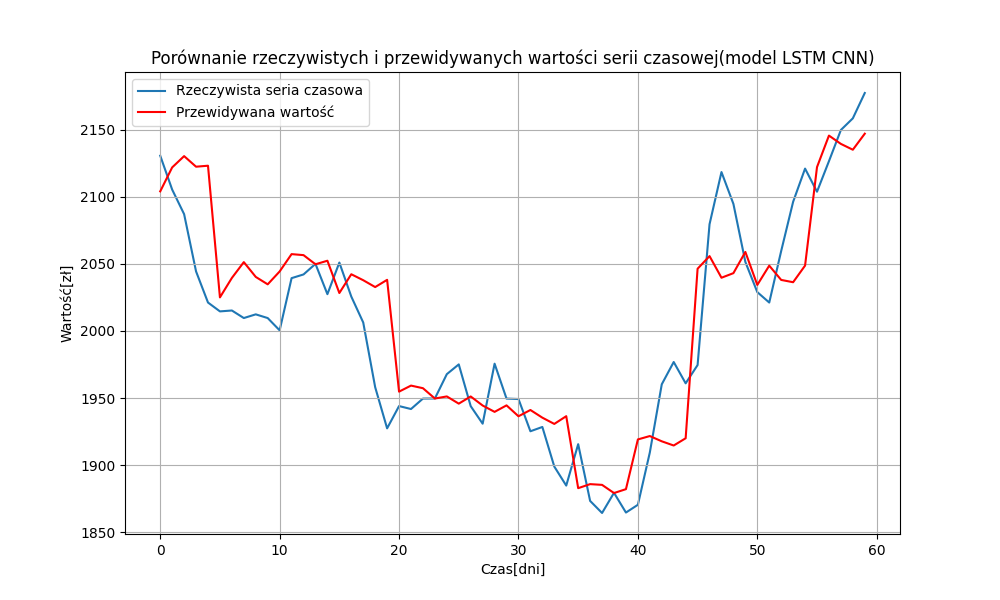 Porównanie rzeczywistych i przewidywanych wartości serii czasowej(model LSTM CNN)
Rzeczywista seria czasowa
Przewidywana wartość
Wartość[zł]
2150
2100
2050
2000
1950
1900
1850
0 10 20 30 40 50 60
Czas[dni]